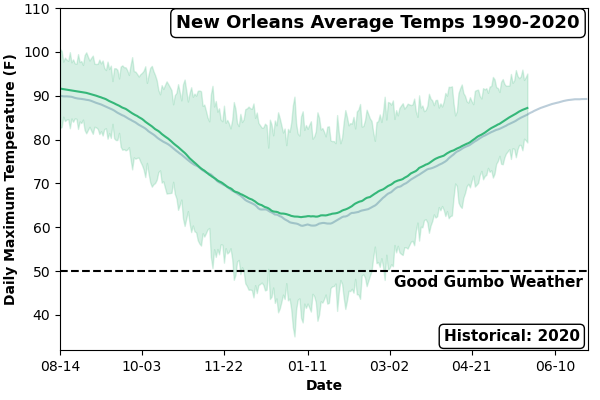 New Orleans Average Temps 1990-2020
110
100
90
80
70
60
50
40
Daily Maximum Temperature (F)
Good Gumbo Weather
Historical: 2020
08-14 10-03 11-22 01-11 03-02 04-21 06-10
Date